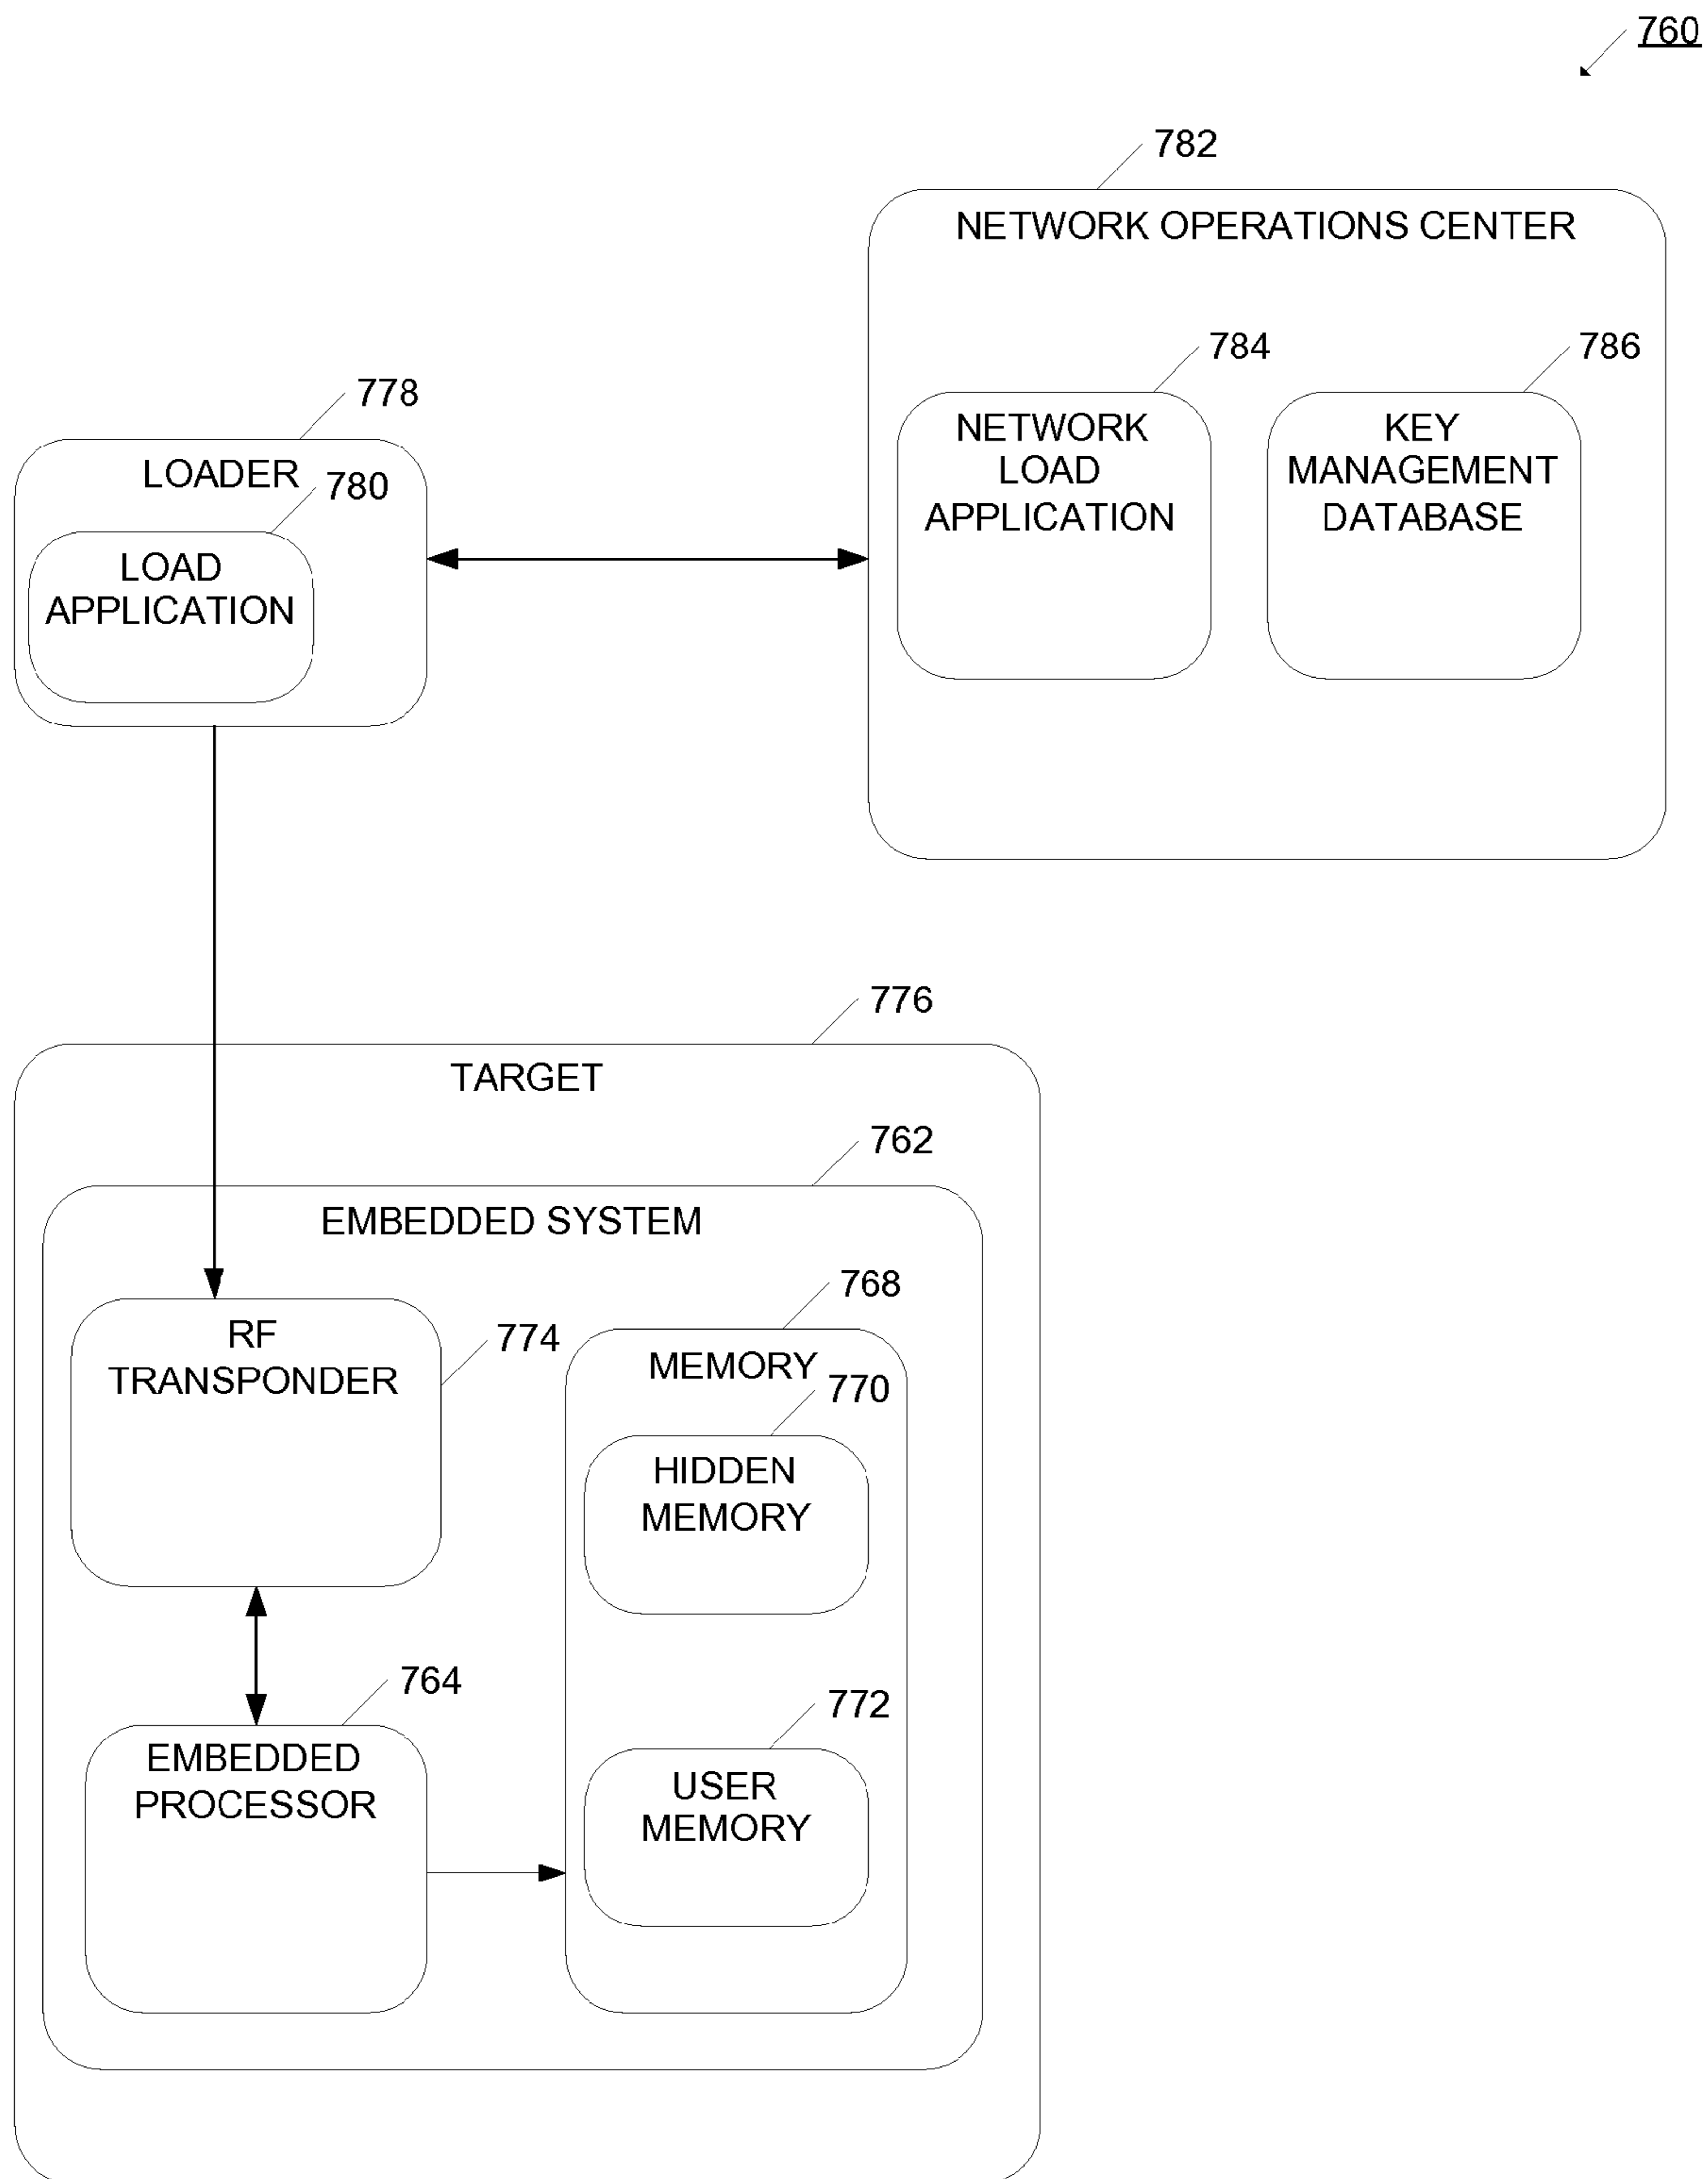 760
782
NETWORK OPERATIONS CENTER
784
786
NETWORK
LOAD
APPLICATION
KEY
MANAGEMENT
DATABASE
778
LOADER
780
LOAD
APPLICATION
776
TARGET
762
EMBEDDED SYSTEM
RF
TRANSPONDER
774
768
MEMORY
770
HIDDEN
MEMORY
764
EMBEDDED
PROCESSOR
772
USER
MEMORY